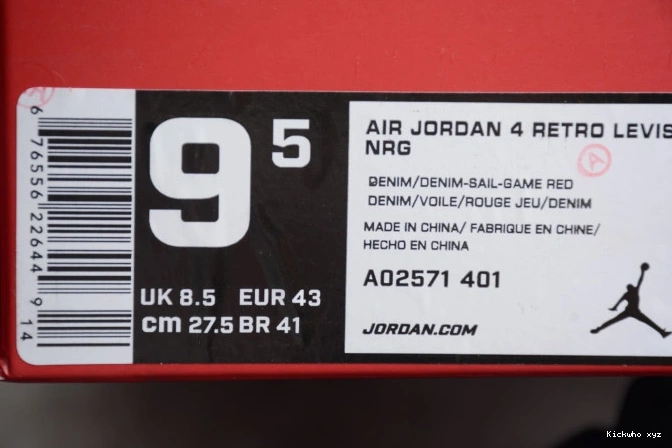 6 76556 22644 9 14
9 5
UK 8.5 EUR 43
cm 27.5 BR 41
AIR JORDAN 4 RETRO LEVIS
NRG
DENIM/DENIM-SAIL-GAME RED
DENIM/VOILE/ROUGE JEU/DENIM
MADE IN CHINA/ FABRIQUE EN CHINE/
HECHO EN CHINA
AO2571 401
JORDAN.COM
A
Kickwho xyz